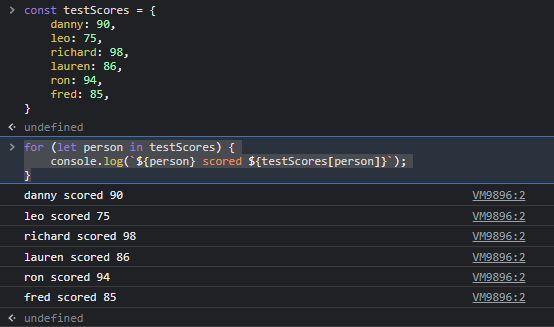 > const testScores = {
    danny: 90,
    leo: 75,
    richard: 98,
    lauren: 86,
    ron: 94,
    fred: 85,
}
undefined
> for (let person in testScores) {
    console.log(`${person} scored ${testScores[person]}`);
}
danny scored 90 VM9896:2
leo scored 75 VM9896:2
richard scored 98 VM9896:2
lauren scored 86 VM9896:2
ron scored 94 VM9896:2
fred scored 85 VM9896:2
undefined